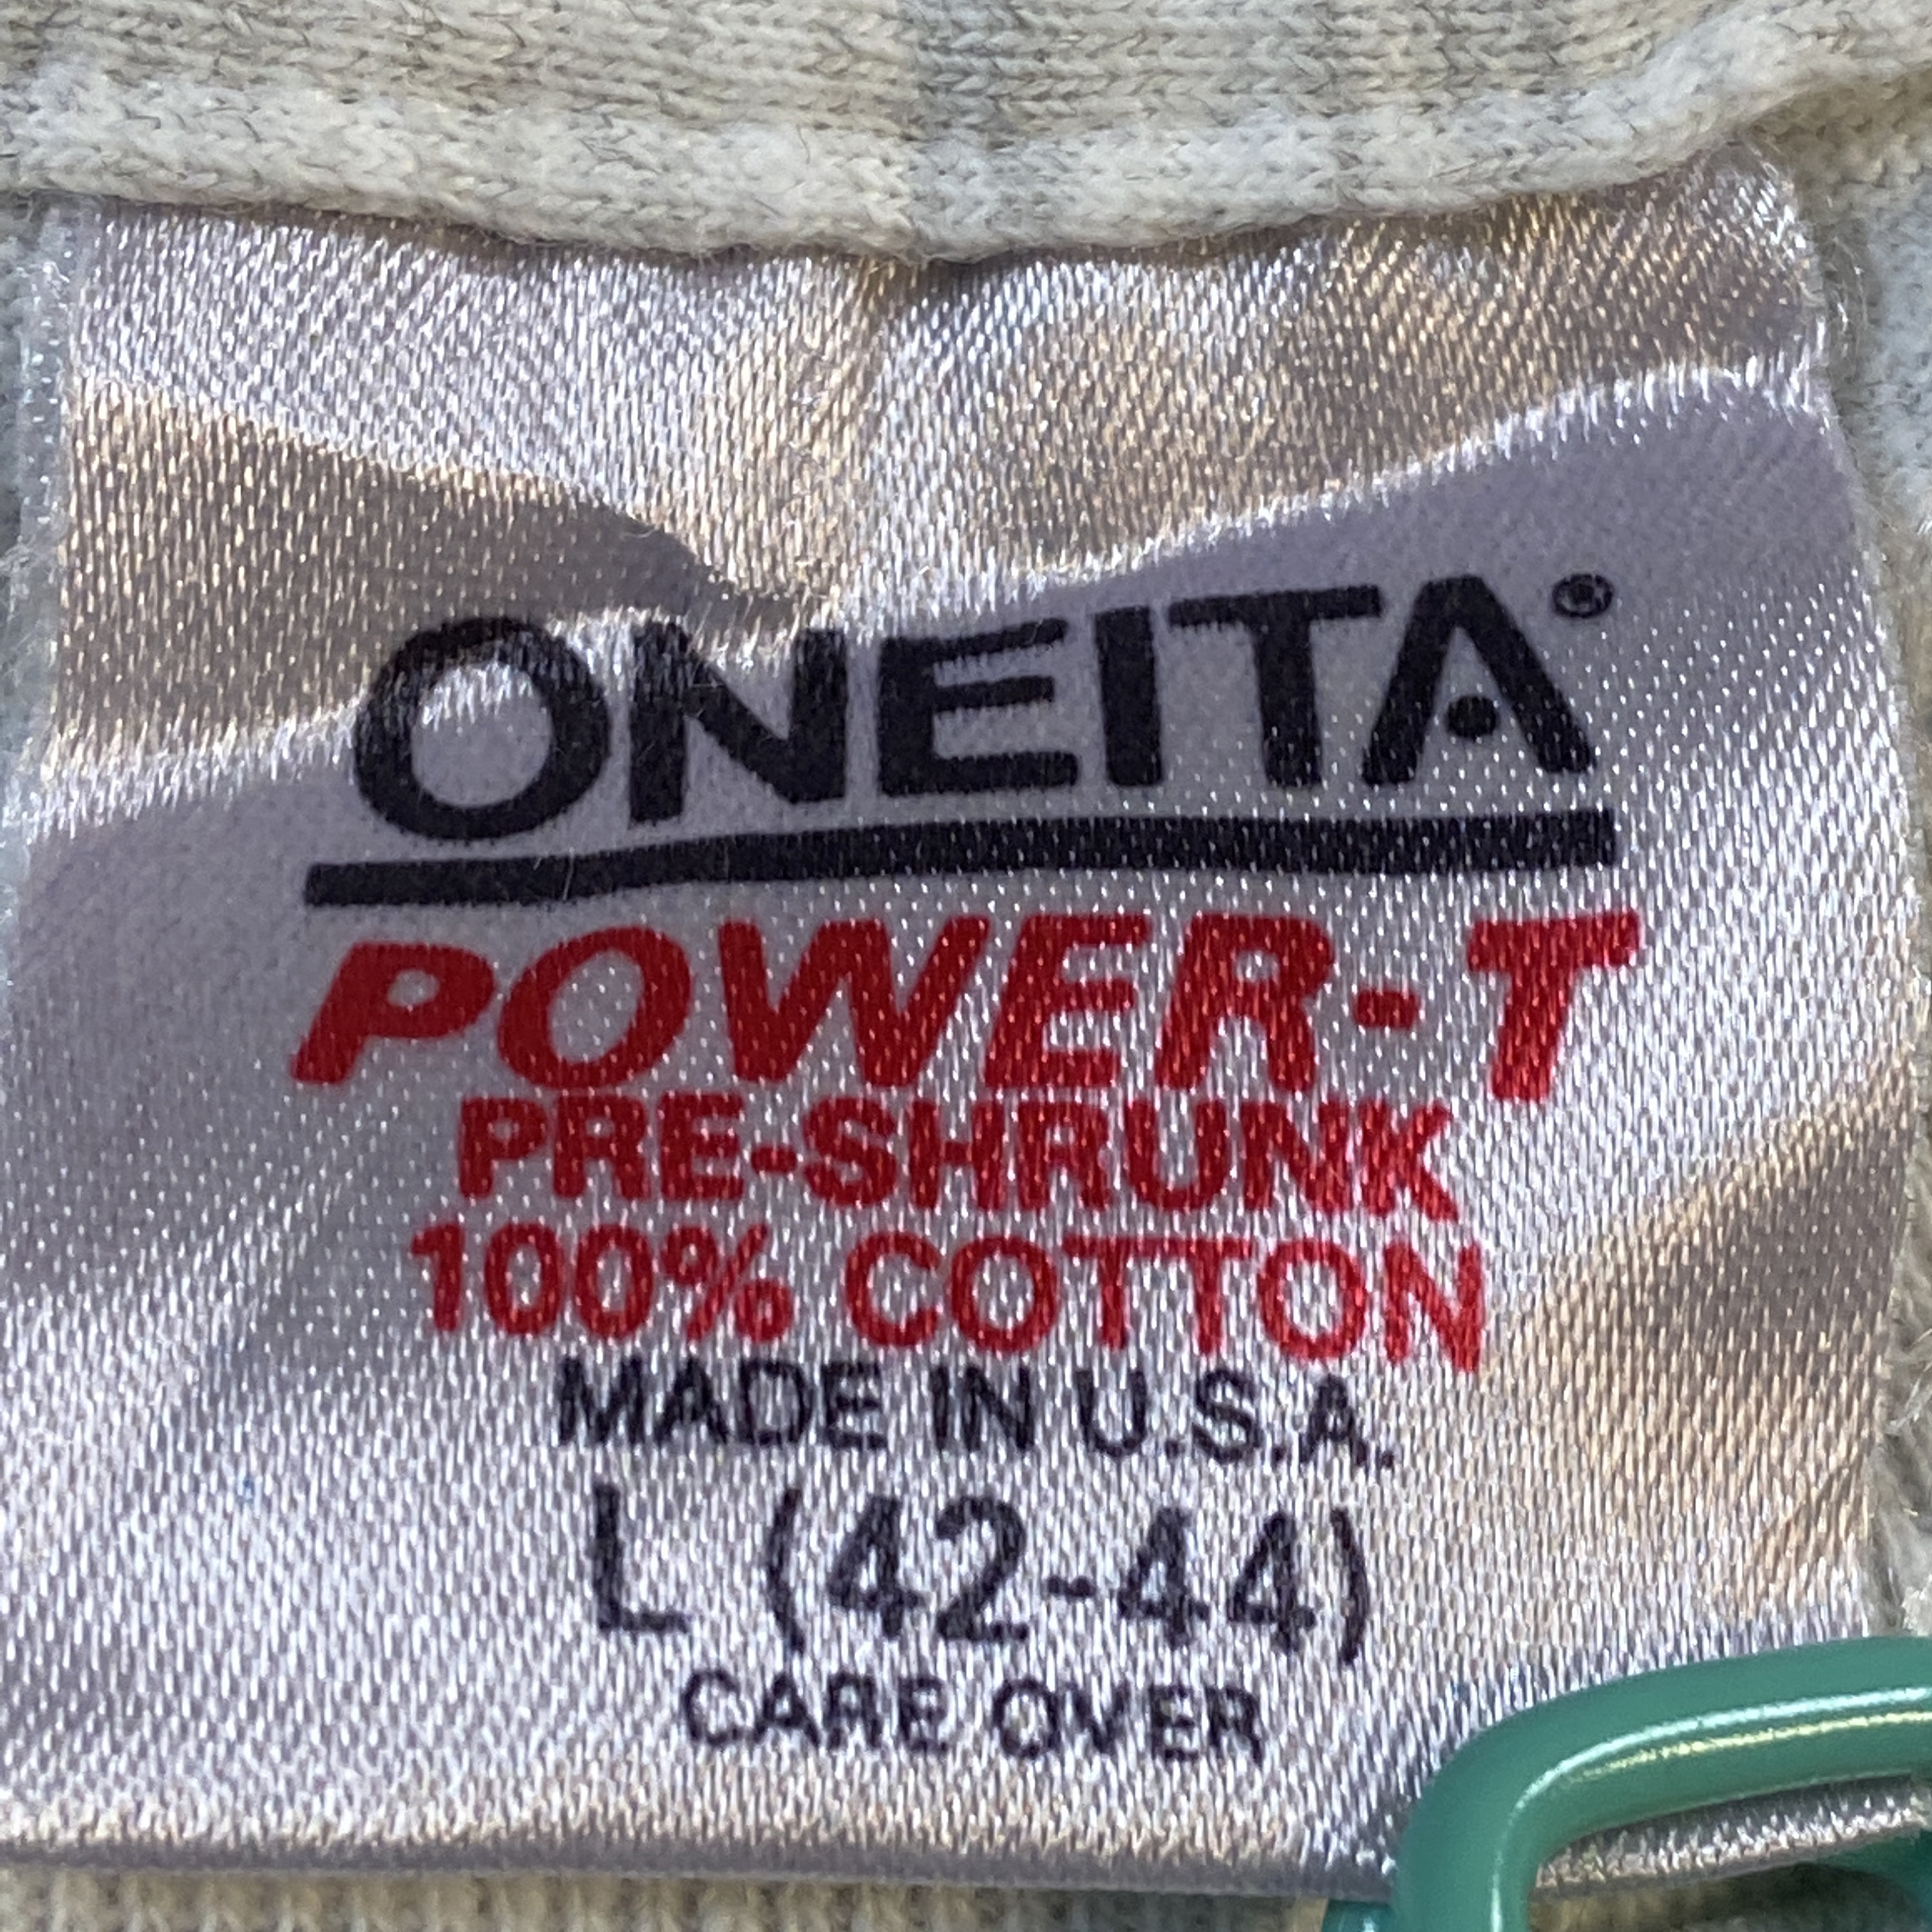 ONEITA®
POWER-T
PRE-SHRUNK
100% COTTON
MADE IN U.S.A.
L (42-44)
CARE OVER